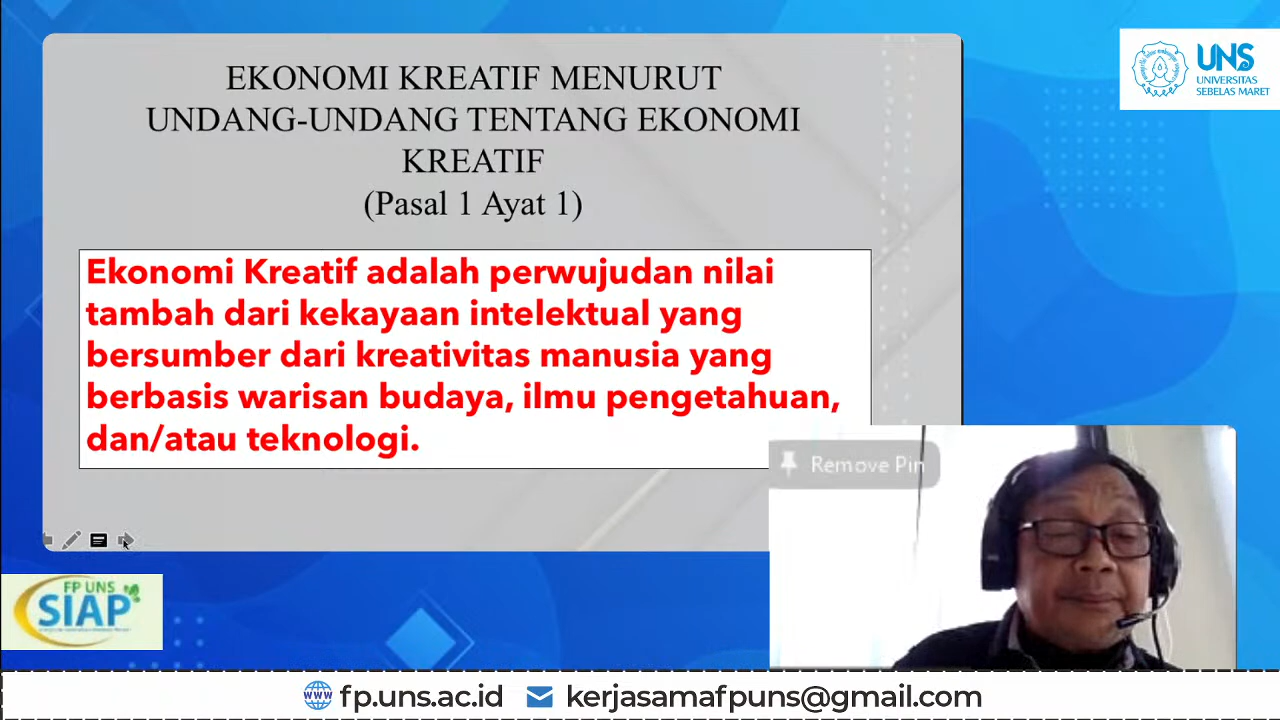 EKONOMI KREATIF MENURUT
UNDANG-UNDANG TENTANG EKONOMI
KREATIF
(Pasal 1 Ayat 1)
Ekonomi Kreatif adalah perwujudan nilai
tambah dari kekayaan intelektual yang
bersumber dari kreativitas manusia yang
berbasis warisan budaya, ilmu pengetahuan,
dan/atau teknologi.
UNS
UNIVERSITAS
SEBELAS MARET
Remove Pin
FP UNS
SIAP
fp.uns.ac.id
kerjasamafpuns@gmail.com